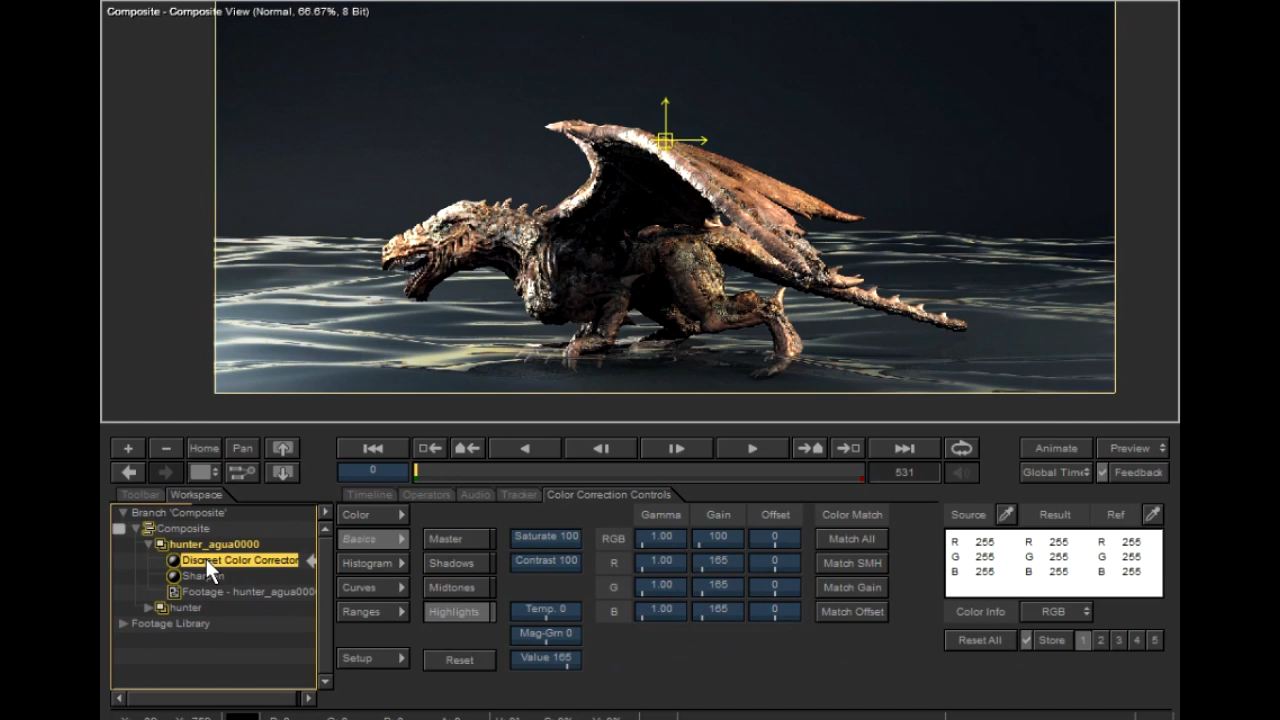 Composite - Composite View (Normal, 66.67%, 8 Bit)
+ - Home Pan
Animate Preview
0 531 Global Time Feedback
Toolbar Workspace Timeline Operators Audio Tracker Color Correction Controls
Branch 'Composite'
Composite
hunter_agua0000
Discreet Color Corrector
Footage - hunter_agua000
hunter
Footage Library
Color
Basics
Histogram
Curves
Ranges
Setup
Master
Shadows
Midtones
Highlights
Reset
Saturate 100
Contrast 100
Temp. 0
Mag-Grn 0
Value 165
Gamma Gain Offset
RGB 1.00 100 0
R 1.00 165 0
G 1.00 165 0
B 1.00 165 0
Color Match
Match All
Match SMH
Match Gain
Match Offset
Source Result Ref
R 255 R 255 R 255
G 255 G 255 G 255
B 255 B 255 B 255
Color Info RGB
Reset All Store 1 2 3 4 5